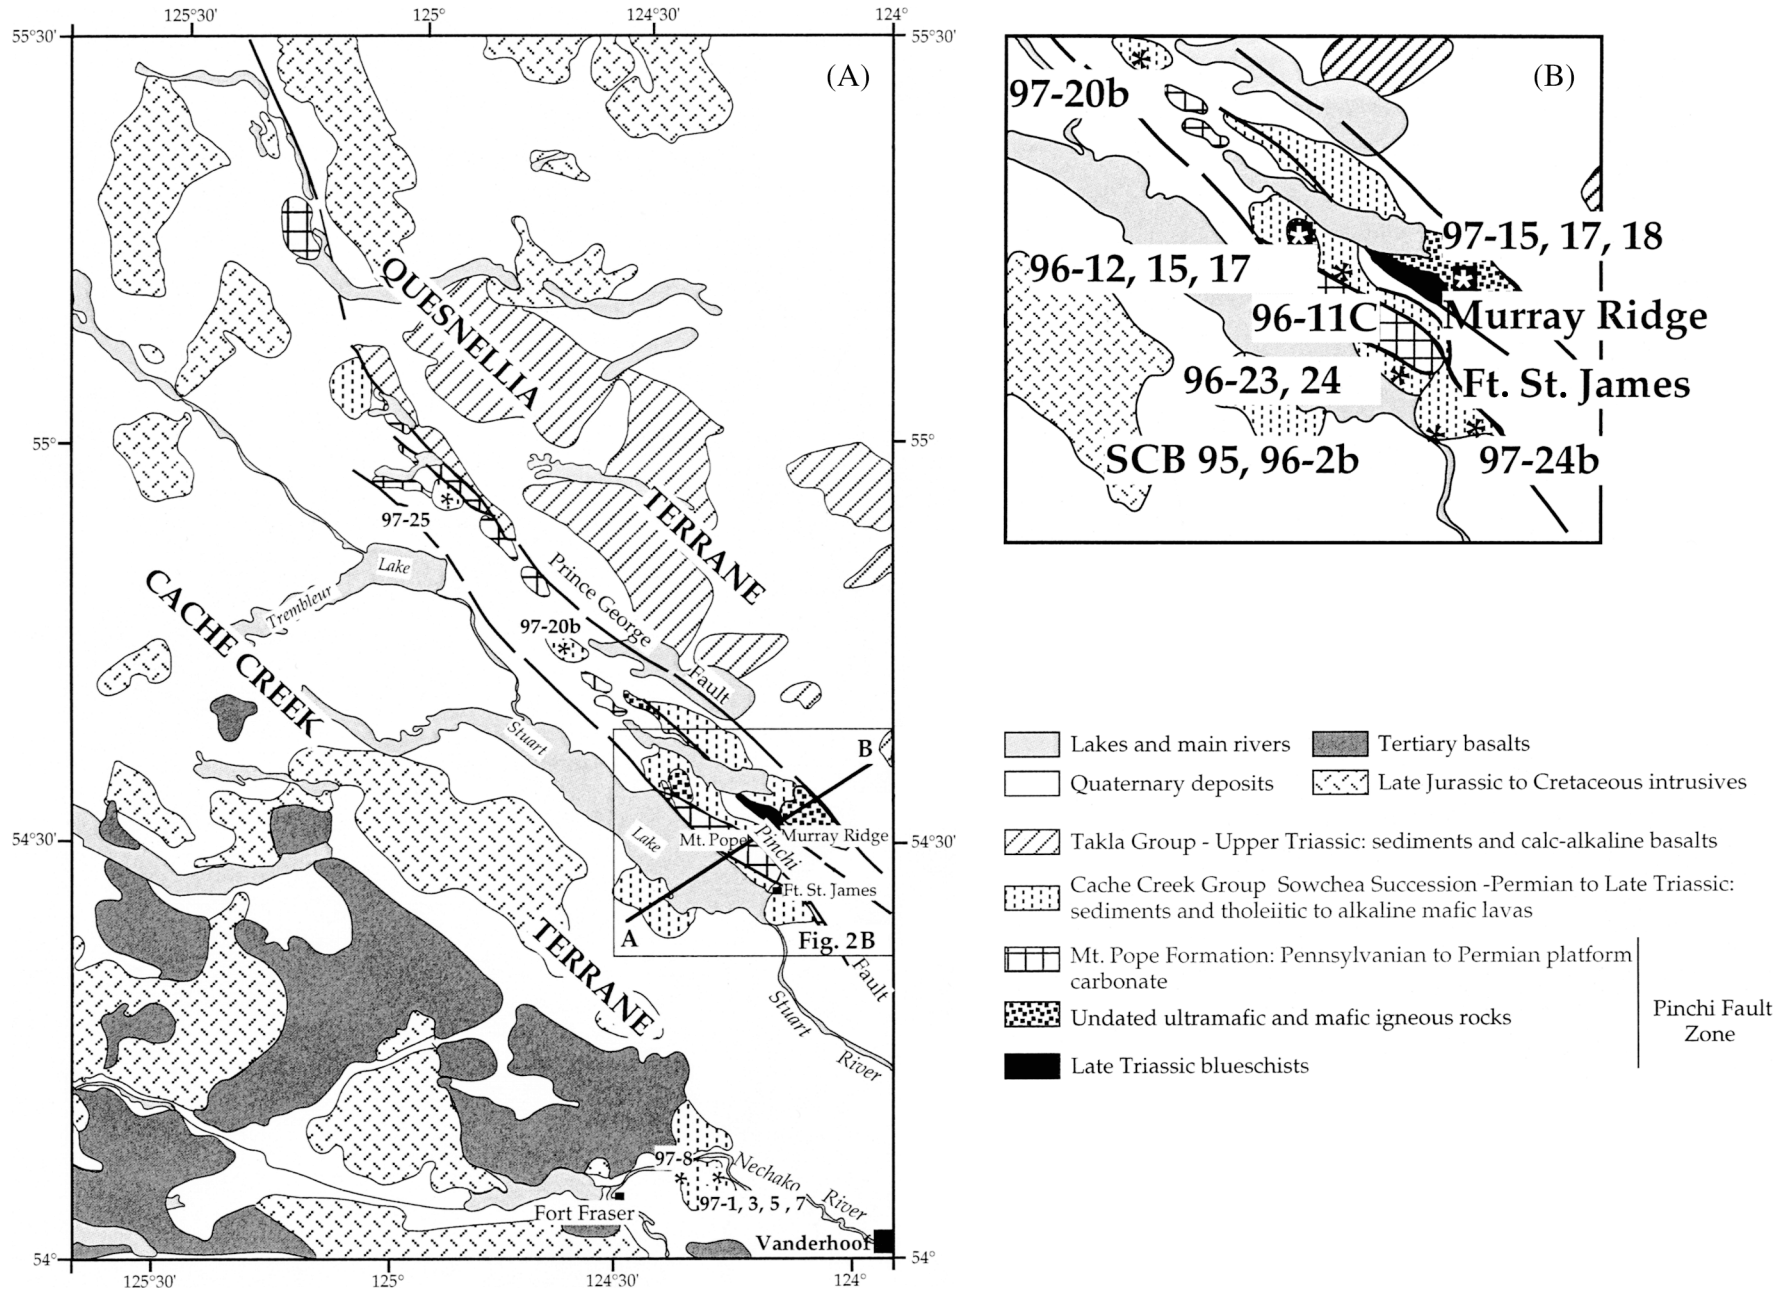 125°30'
125°
124°30'
124°
55°30'
55°30'
(A)
QUESNELLIA
TERRANE
55°
55°
97-25
Lake
Trembleur
CACHE CREEK
TERRANE
Prince George
Fault
97-20b
Stuart
Lake
B
Murray Ridge
Mt. Pope
Pinchi
Ft. St. James
A
Fig. 2B
Fault
54°30'
54°30'
Stuart
River
97-8
Nechako
River
97-1, 3, 5 , 7
Fort Fraser
Vanderhoof
54°
54°
125°30'
125°
124°30'
124°
(B)
97-20b
97-15, 17, 18
96-12, 15, 17
96-11C
Murray Ridge
96-23, 24
Ft. St. James
SCB 95, 96-2b
97-24b
Lakes and main rivers
Tertiary basalts
Quaternary deposits
Late Jurassic to Cretaceous intrusives
Takla Group - Upper Triassic: sediments and calc-alkaline basalts
Cache Creek Group Sowchea Succession -Permian to Late Triassic:
sediments and tholeiitic to alkaline mafic lavas
Mt. Pope Formation: Pennsylvanian to Permian platform
carbonate
Undated ultramafic and mafic igneous rocks
Late Triassic blueschists
Pinchi Fault
Zone